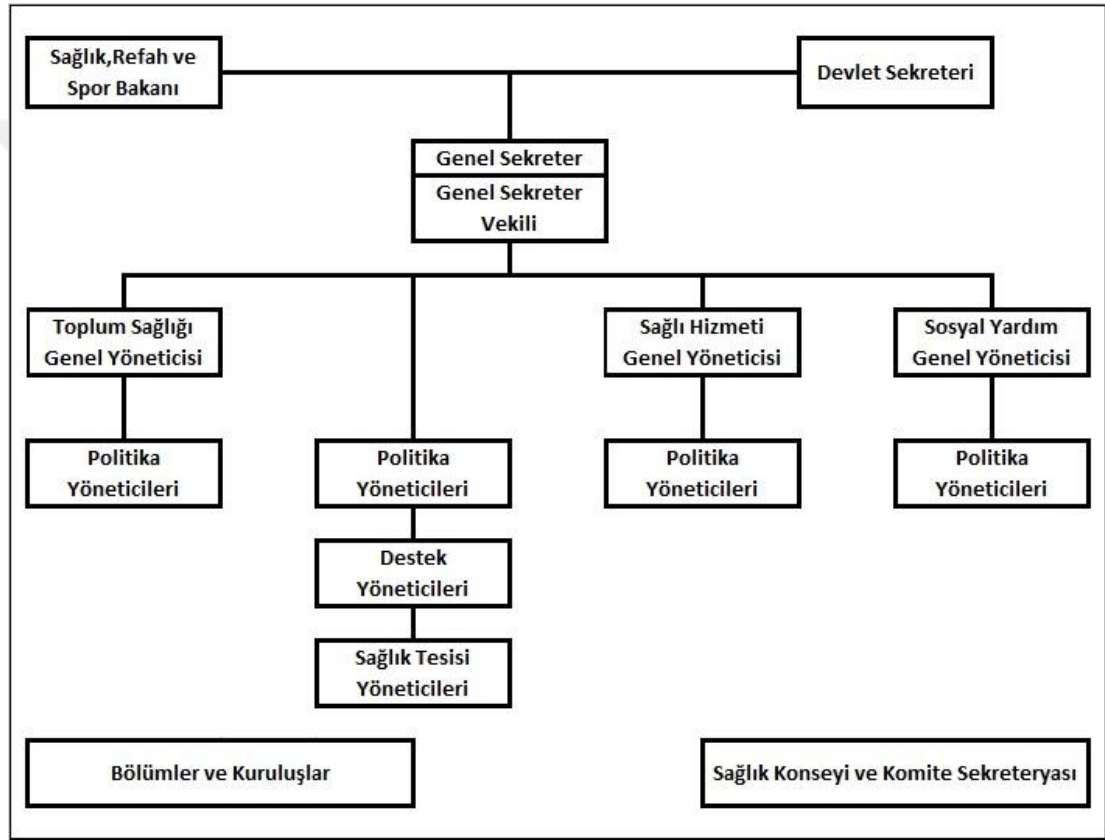 Sağlık,Refah ve
Spor Bakanı
Devlet Sekreteri
Genel Sekreter
Genel Sekreter
Vekili
Toplum Sağlığı
Genel Yöneticisi
Sağlı Hizmeti
Genel Yöneticisi
Sosyal Yardım
Genel Yöneticisi
Politika
Yöneticileri
Politika
Yöneticileri
Politika
Yöneticileri
Politika
Yöneticileri
Destek
Yöneticileri
Sağlık Tesisi
Yöneticileri
Bölümler ve Kuruluşlar
Sağlık Konseyi ve Komite Sekreteryası